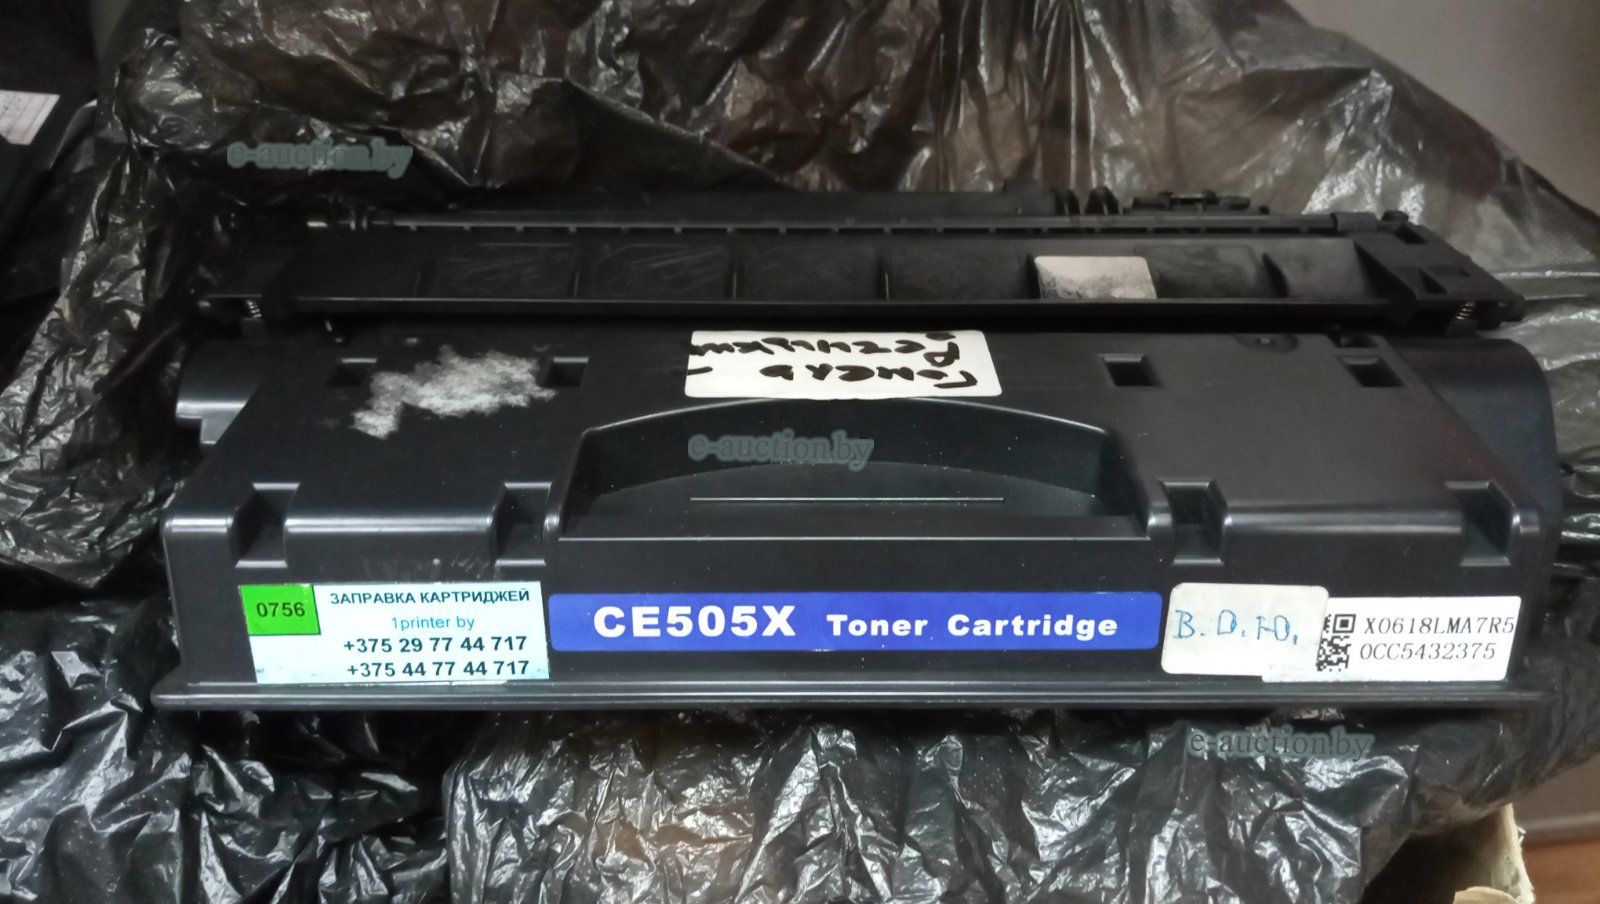 e-auction.by
Гомель -
e-auction.by
0756
ЗАПРАВКА КАРТРИДЖЕЙ
1printer by
+375 29 77 44 717
+375 44 77 44 717
CE505X Toner Cartridge
В.О.Ю.
X0618LMA7R5
0CC5432375
e-auction.by